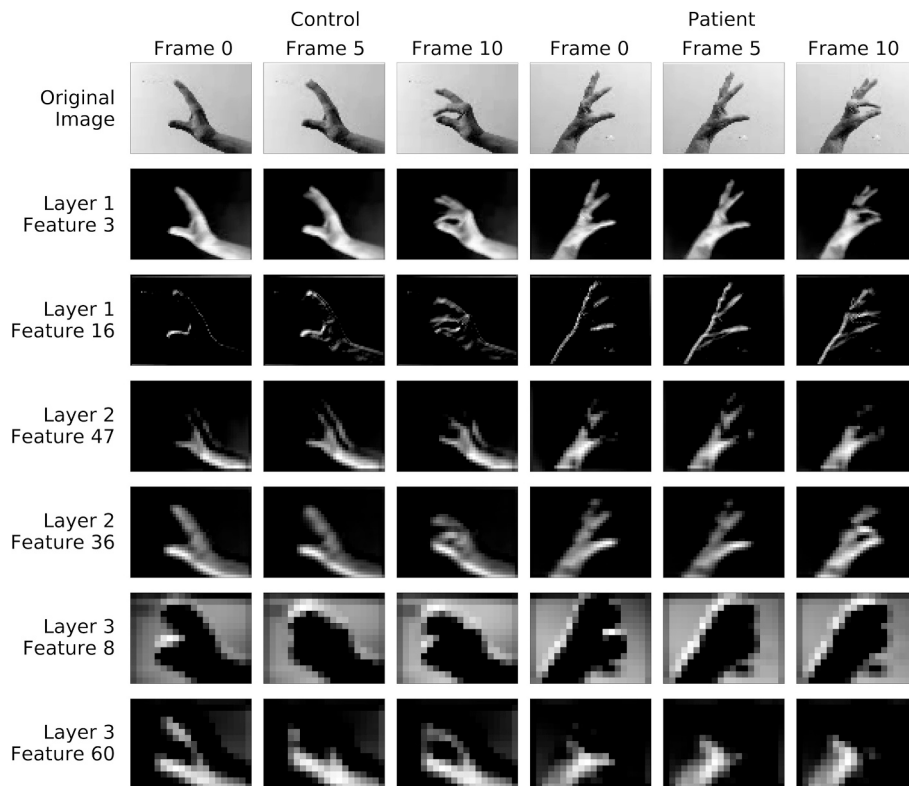 Control Patient
Frame 0 Frame 5 Frame 10 Frame 0 Frame 5 Frame 10
Original
Image
Layer 1
Feature 3
Layer 1
Feature 16
Layer 2
Feature 47
Layer 2
Feature 36
Layer 3
Feature 8
Layer 3
Feature 60